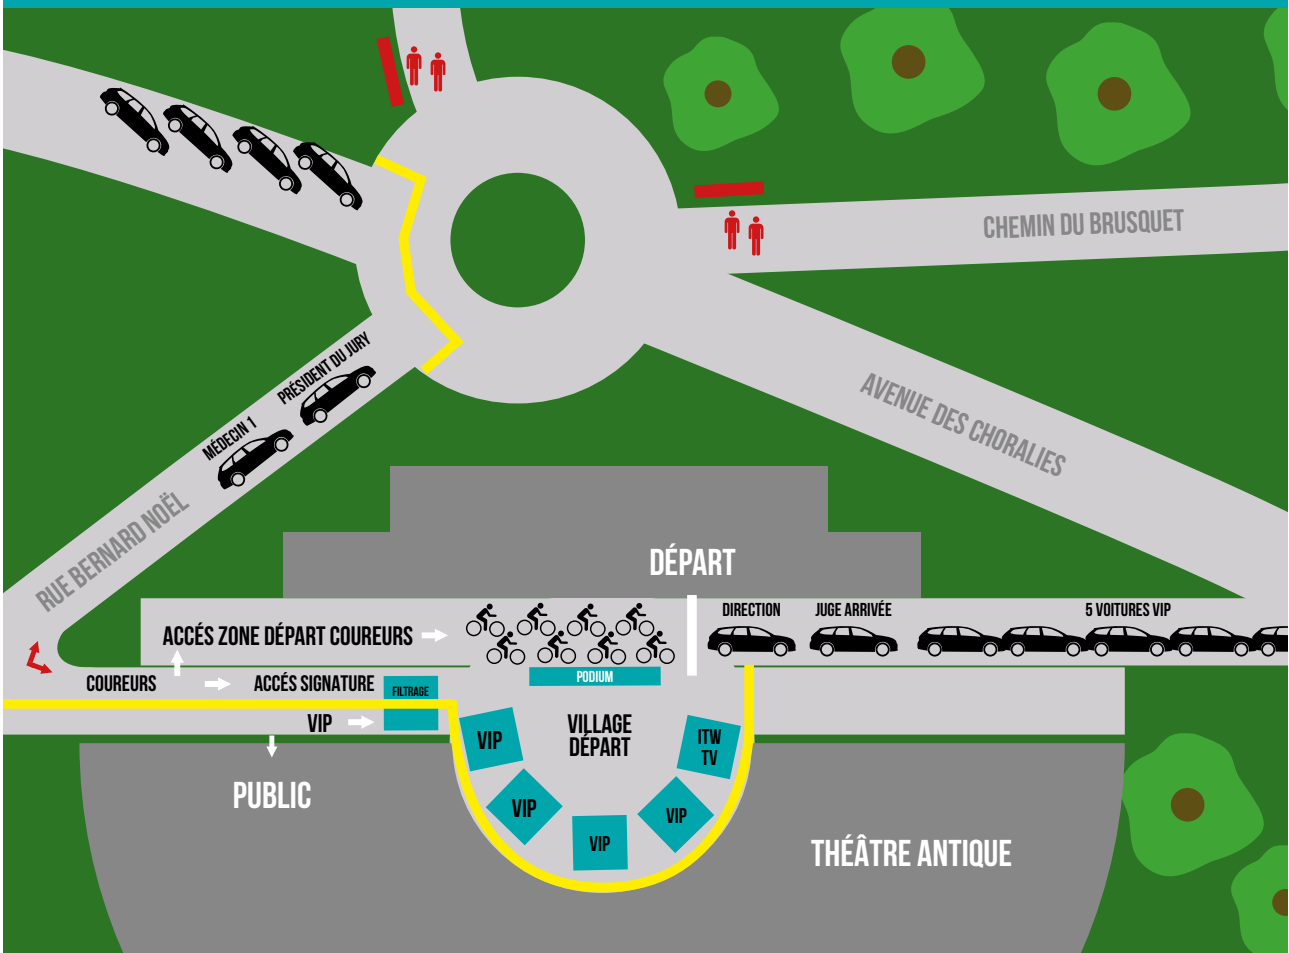 CHEMIN DU BRUSQUET
PRÉSIDENT DU JURY
MÉDECIN 1
AVENUE DES CHORALIES
RUE BERNARD NOËL
DÉPART
DIRECTION
JUGE ARRIVÉE
5 VOITURES VIP
ACCÉS ZONE DÉPART COUREURS
COUREURS
ACCÉS SIGNATURE
FILTRAGE
PODIUM
VIP
VILLAGE
DÉPART
VIP
ITW
TV
PUBLIC
VIP
VIP
VIP
THÉÂTRE ANTIQUE